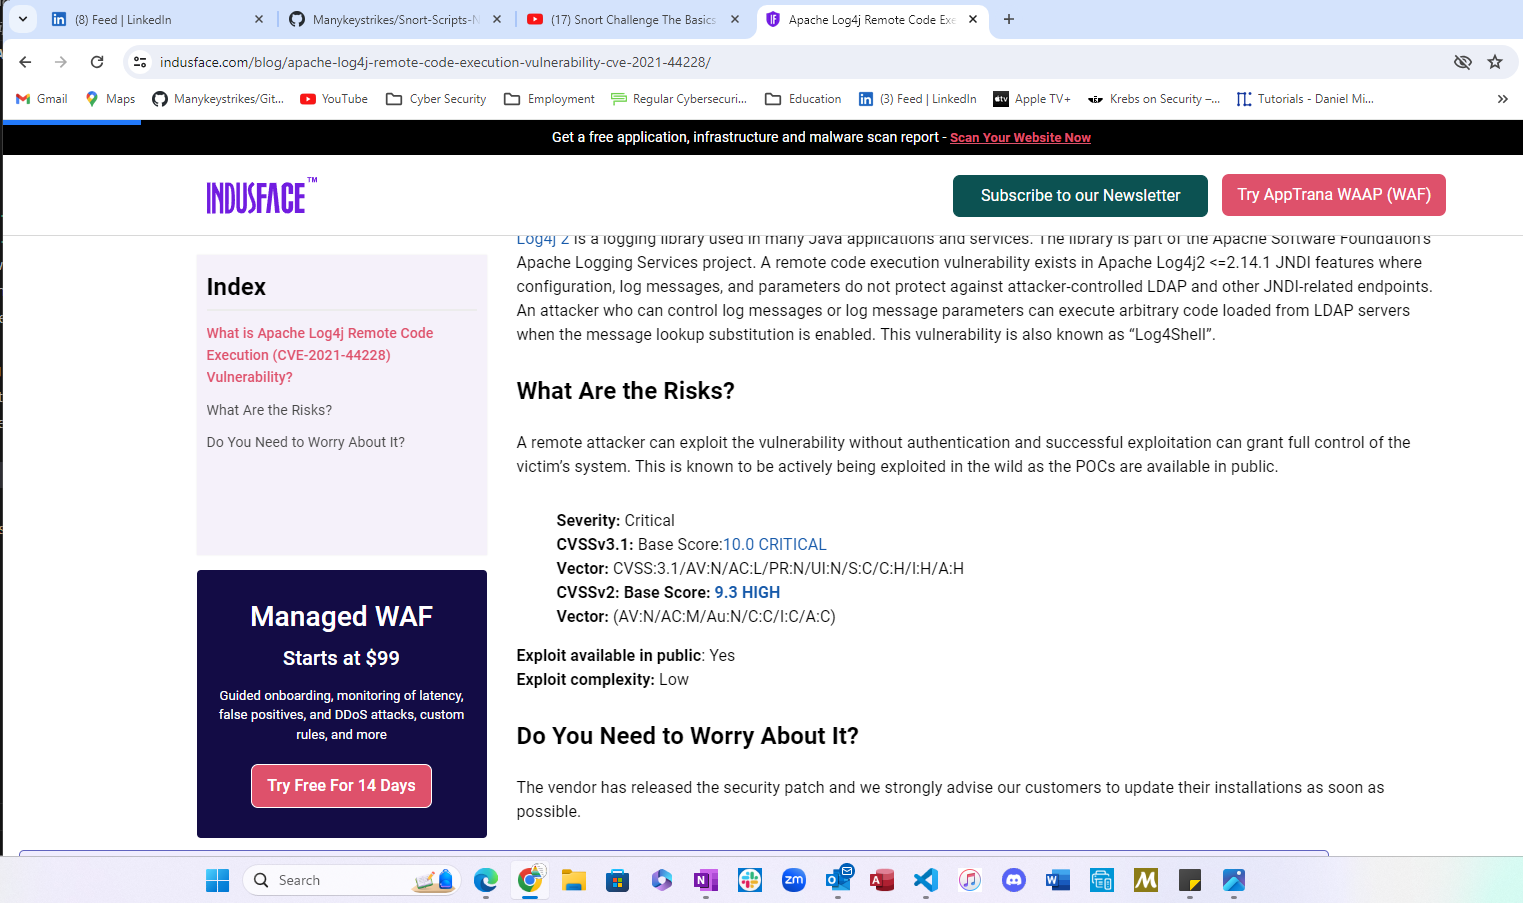 (8) Feed | LinkedIn
Manykeystrikes/Snort-Scripts-N
(17) Snort Challenge The Basics
Apache Log4j Remote Code Exe
indusface.com/blog/apache-log4j-remote-code-execution-vulnerability-cve-2021-44228/
Gmail
Maps
Manykeystrikes/Git...
YouTube
Cyber Security
Employment
Regular Cybersecuri...
Education
(3) Feed | LinkedIn
Apple TV+
Krebs on Security –...
Tutorials - Daniel Mi...
Get a free application, infrastructure and malware scan report - Scan Your Website Now
INDUSFACE™
Subscribe to our Newsletter
Try AppTrana WAAP (WAF)
Index
What is Apache Log4j Remote Code
Execution (CVE-2021-44228)
Vulnerability?
What Are the Risks?
Do You Need to Worry About It?
Managed WAF
Starts at $99
Guided onboarding, monitoring of latency,
false positives, and DDoS attacks, custom
rules, and more
Try Free For 14 Days
Log4j 2 is a logging library used in many Java applications and services. The library is part of the Apache Software Foundation's
Apache Logging Services project. A remote code execution vulnerability exists in Apache Log4j2 <=2.14.1 JNDI features where
configuration, log messages, and parameters do not protect against attacker-controlled LDAP and other JNDI-related endpoints.
An attacker who can control log messages or log message parameters can execute arbitrary code loaded from LDAP servers
when the message lookup substitution is enabled. This vulnerability is also known as “Log4Shell”.
What Are the Risks?
A remote attacker can exploit the vulnerability without authentication and successful exploitation can grant full control of the
victim’s system. This is known to be actively being exploited in the wild as the POCs are available in public.
Severity: Critical
CVSSv3.1: Base Score:10.0 CRITICAL
Vector: CVSS:3.1/AV:N/AC:L/PR:N/UI:N/S:C/C:H/I:H/A:H
CVSSv2: Base Score: 9.3 HIGH
Vector: (AV:N/AC:M/Au:N/C:C/I:C/A:C)
Exploit available in public: Yes
Exploit complexity: Low
Do You Need to Worry About It?
The vendor has released the security patch and we strongly advise our customers to update their installations as soon as
possible.
Search